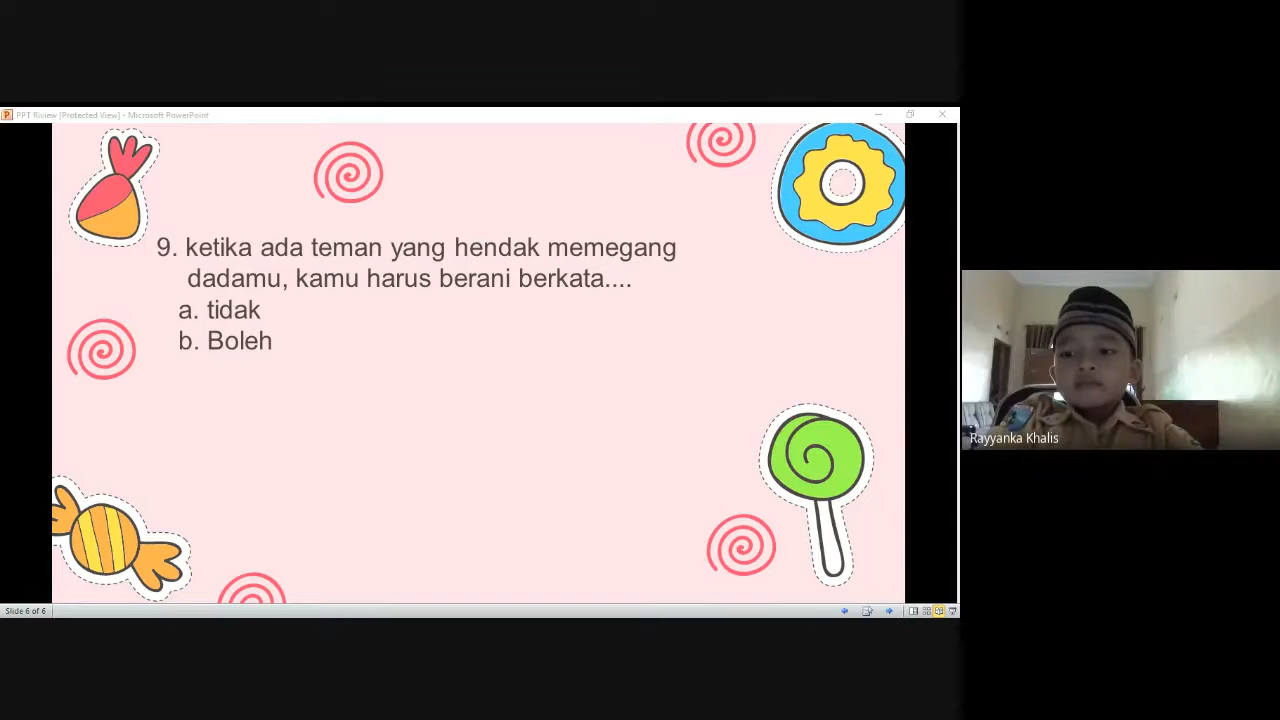 PPT Riview [Protected View] - Microsoft PowerPoint
9. ketika ada teman yang hendak memegang
dadamu, kamu harus berani berkata....
a. tidak
b. Boleh
Rayyanka Khalis
Slide 6 of 6